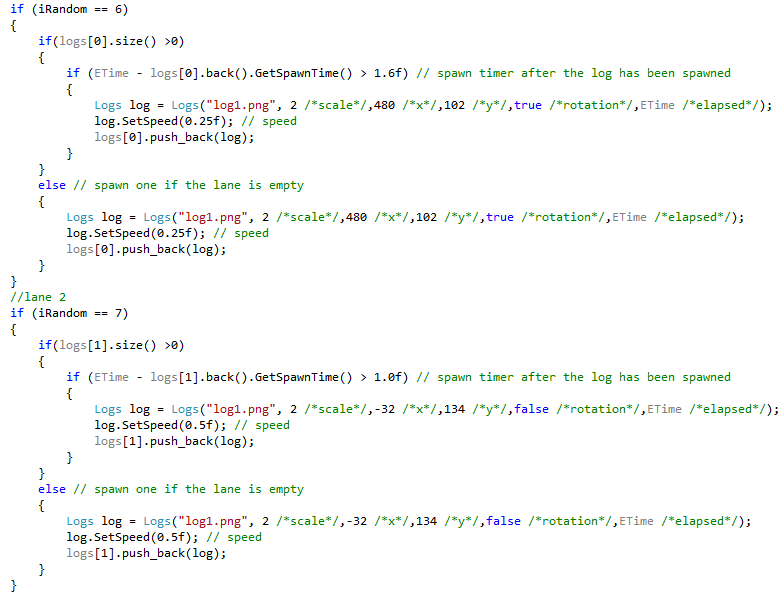 if (iRandom == 6)
{
    if(logs[0].size() >0)
    {
        if (ETime - logs[0].back().GetSpawnTime() > 1.6f) // spawn timer after the log has been spawned
        {
            Logs log = Logs("log1.png", 2 /*scale*/,480 /*x*/,102 /*y*/,true /*rotation*/,ETime /*elapsed*/);
            log.SetSpeed(0.25f); // speed
            logs[0].push_back(log);
        }
    }
    else // spawn one if the lane is empty
    {
        Logs log = Logs("log1.png", 2 /*scale*/,480 /*x*/,102 /*y*/,true /*rotation*/,ETime /*elapsed*/);
        log.SetSpeed(0.25f); // speed
        logs[0].push_back(log);
    }
}
//lane 2
if (iRandom == 7)
{
    if(logs[1].size() >0)
    {
        if (ETime - logs[1].back().GetSpawnTime() > 1.0f) // spawn timer after the log has been spawned
        {
            Logs log = Logs("log1.png", 2 /*scale*/,-32 /*x*/,134 /*y*/,false /*rotation*/,ETime /*elapsed*/);
            log.SetSpeed(0.5f); // speed
            logs[1].push_back(log);
        }
    }
    else // spawn one if the lane is empty
    {
        Logs log = Logs("log1.png", 2 /*scale*/,-32 /*x*/,134 /*y*/,false /*rotation*/,ETime /*elapsed*/);
        log.SetSpeed(0.5f); // speed
        logs[1].push_back(log);
    }
}